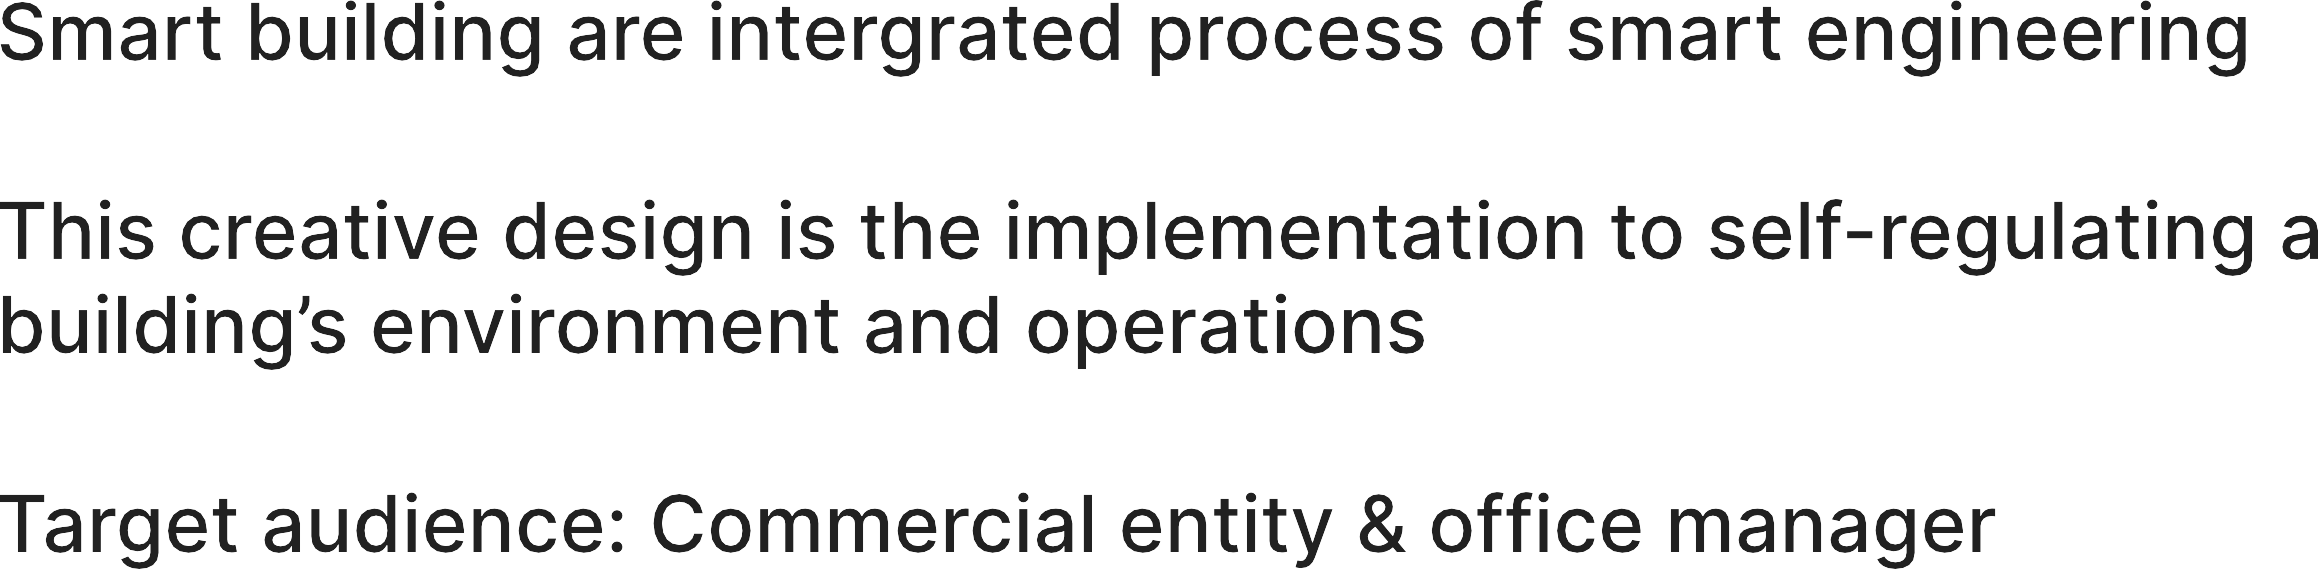 Smart building are intergrated process of smart engineering
This creative design is the implementation to self-regulating a
building’s environment and operations
Target audience: Commercial entity & office manager